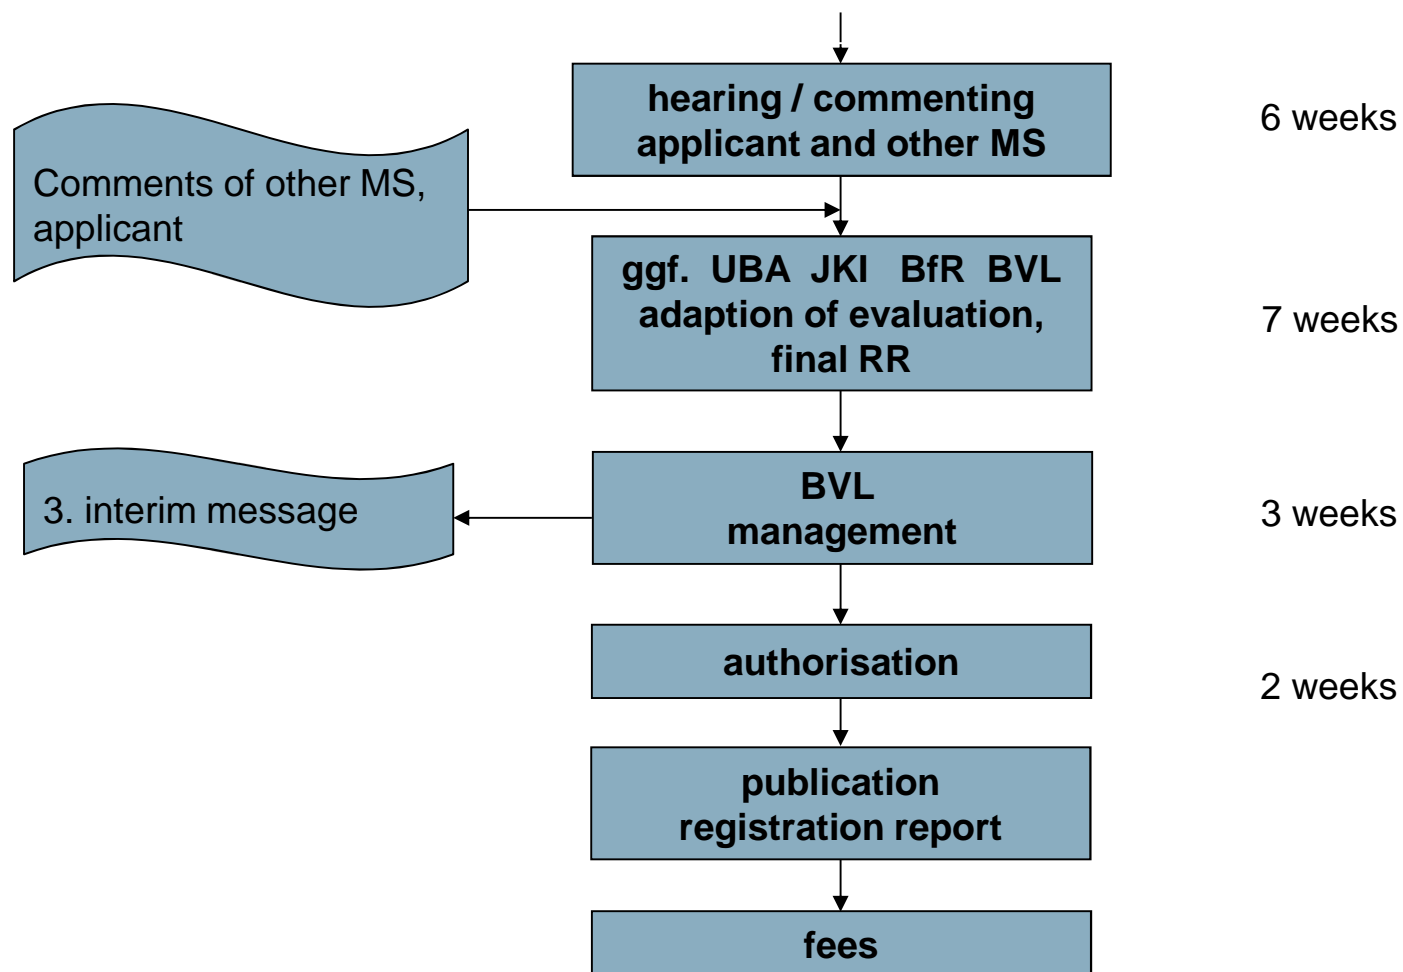 hearing / commenting
applicant and other MS
6 weeks
Comments of other MS,
applicant
ggf. UBA JKI BfR BVL
adaption of evaluation,
final RR
7 weeks
3. interim message
BVL
management
3 weeks
authorisation
2 weeks
publication
registration report
fees